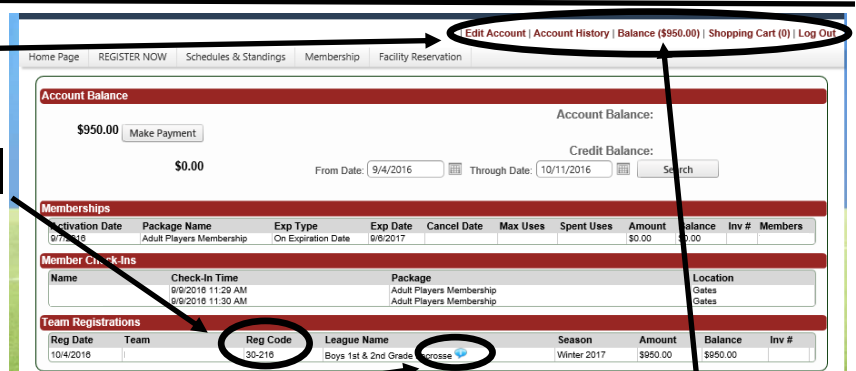 | Edit Account | Account History | Balance ($950.00) | Shopping Cart (0) | Log Out
Home Page REGISTER NOW Schedules & Standings Membership Facility Reservation
Account Balance
Account Balance:
$950.00 Make Payment
Credit Balance:
$0.00 From Date: 9/4/2016 Through Date: 10/11/2016 Search
Memberships
Activation Date Package Name Exp Type Exp Date Cancel Date Max Uses Spent Uses Amount Balance Inv # Members
9/7/2016 Adult Players Membership On Expiration Date 9/6/2017 $0.00 $0.00
Member Check-Ins
Name Check-In Time Package Location
9/9/2016 11:29 AM Adult Players Membership Gates
9/9/2016 11:30 AM Adult Players Membership Gates
Team Registrations
Reg Date Team Reg Code League Name Season Amount Balance Inv #
10/4/2016 30-216 Boys 1st & 2nd Grade Lacrosse Winter 2017 $950.00 $950.00